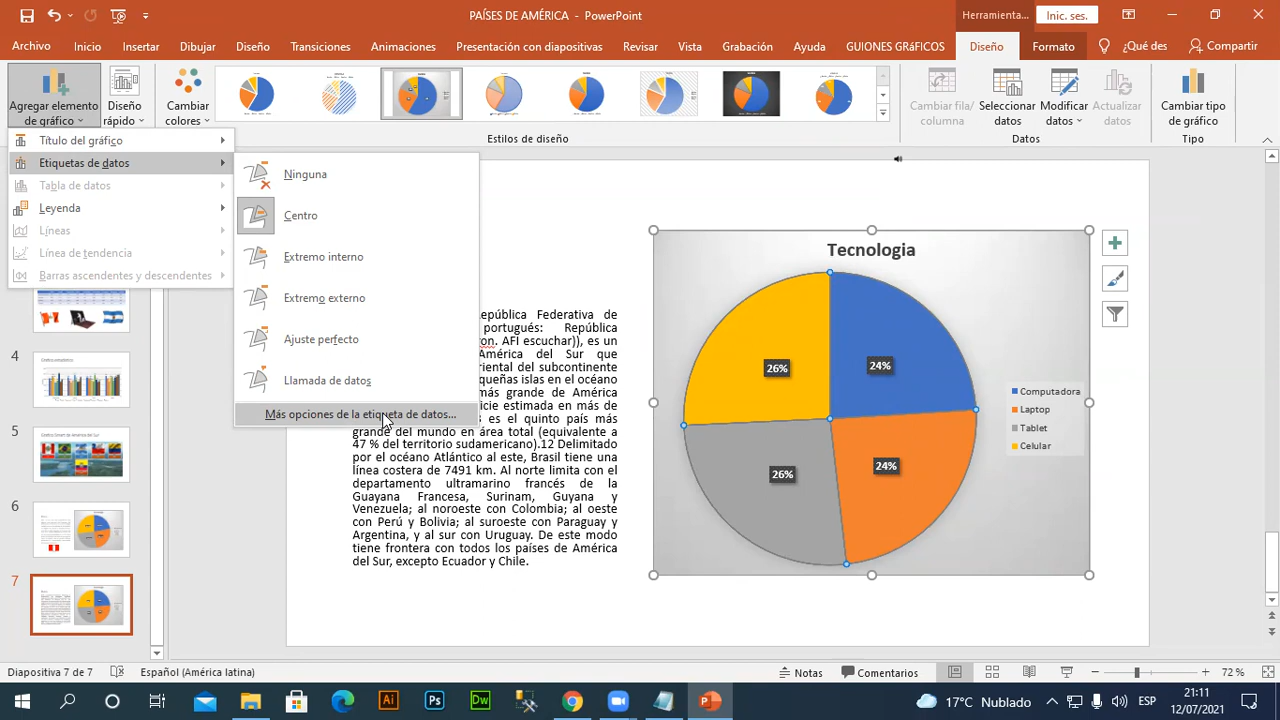 PAÍSES DE AMÉRICA - PowerPoint
Herramienta...
Inic. ses.
Archivo
Inicio
Insertar
Dibujar
Diseño
Transiciones
Animaciones
Presentación con diapositivas
Revisar
Vista
Grabación
Ayuda
GUIONES GRáFICOS
Diseño
Formato
¿Qué des
Compartir
Agregar elemento
de gráfico
Diseño
rápido
Cambiar
colores
Cambiar fila/
columna
Seleccionar
datos
Modificar
datos
Actualizar
datos
Cambiar tipo
de gráfico
Estilos de diseño
Datos
Tipo
Título del gráfico
Etiquetas de datos
Tabla de datos
Leyenda
Líneas
Línea de tendencia
Barras ascendentes y descendentes
Ninguna
Centro
Extremo interno
Extremo externo
Ajuste perfecto
Llamada de datos
Más opciones de la etiqueta de datos...
4
5
6
7
epública Federativa de
portugués: República
on. AFI escuchar)), es un
América del Sur que
riental del subcontinente
queñas islas en el océano
más grande de América
icie estimada en más de
es el quinto país más
grande del mundo en área total (equivalente a
47 % del territorio sudamericano).12 Delimitado
por el océano Atlántico al este, Brasil tiene una
línea costera de 7491 km. Al norte limita con el
departamento ultramarino francés de la
Guayana Francesa, Surinam, Guyana y
Venezuela; al noroeste con Colombia; al oeste
con Perú y Bolivia; al suroeste con Paraguay y
Argentina, y al sur con Uruguay. De este modo
tiene frontera con todos los países de América
del Sur, excepto Ecuador y Chile.
Tecnologia
26%
24%
26%
24%
Computadora
Laptop
Tablet
Celular
Diapositiva 7 de 7
Español (América latina)
Notas
Comentarios
72 %
Ai
Ps
Dw
17°C Nublado
ESP
21:11
12/07/2021